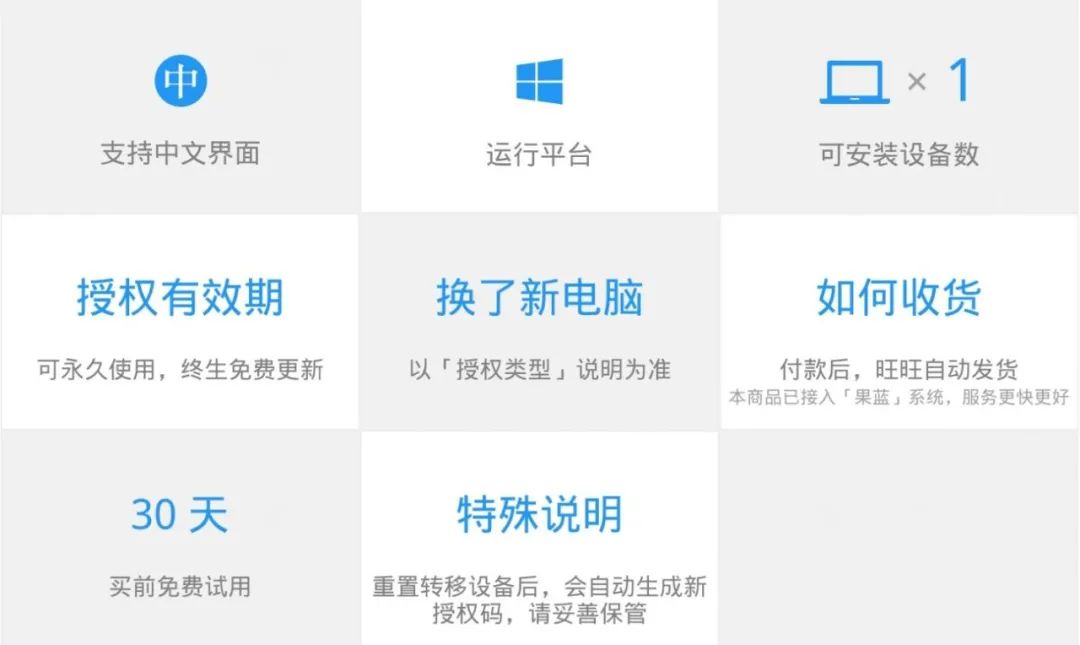 中
× 1
支持中文界面
运行平台
可安装设备数
授权有效期
换了新电脑
如何收货
可永久使用，终生免费更新
以「授权类型」说明为准
付款后，旺旺自动发货
本商品已接入「果蓝」系统，服务更快更好
30 天
特殊说明
买前免费试用
重置转移设备后，会自动生成新
授权码，请妥善保管